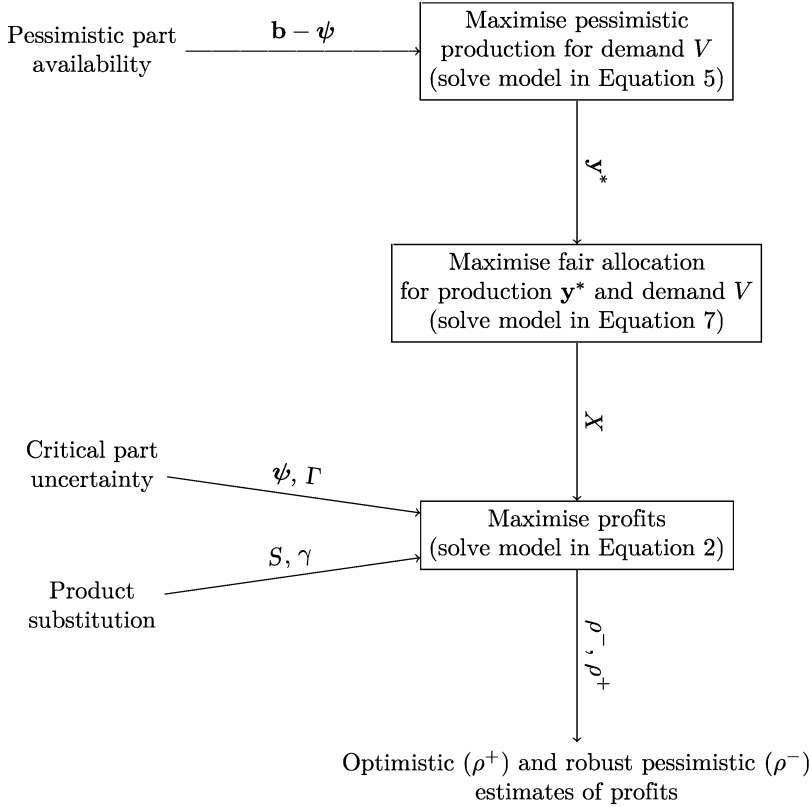 Pessimistic part
availability
b − ψ
Maximise pessimistic
production for demand V
(solve model in Equation 5)
y*
Maximise fair allocation
for production y* and demand V
(solve model in Equation 7)
X
Critical part
uncertainty
ψ, Γ
Maximise profits
(solve model in Equation 2)
S, γ
Product
substitution
ρ⁻, ρ⁺
Optimistic (ρ⁺) and robust pessimistic (ρ⁻)
estimates of profits